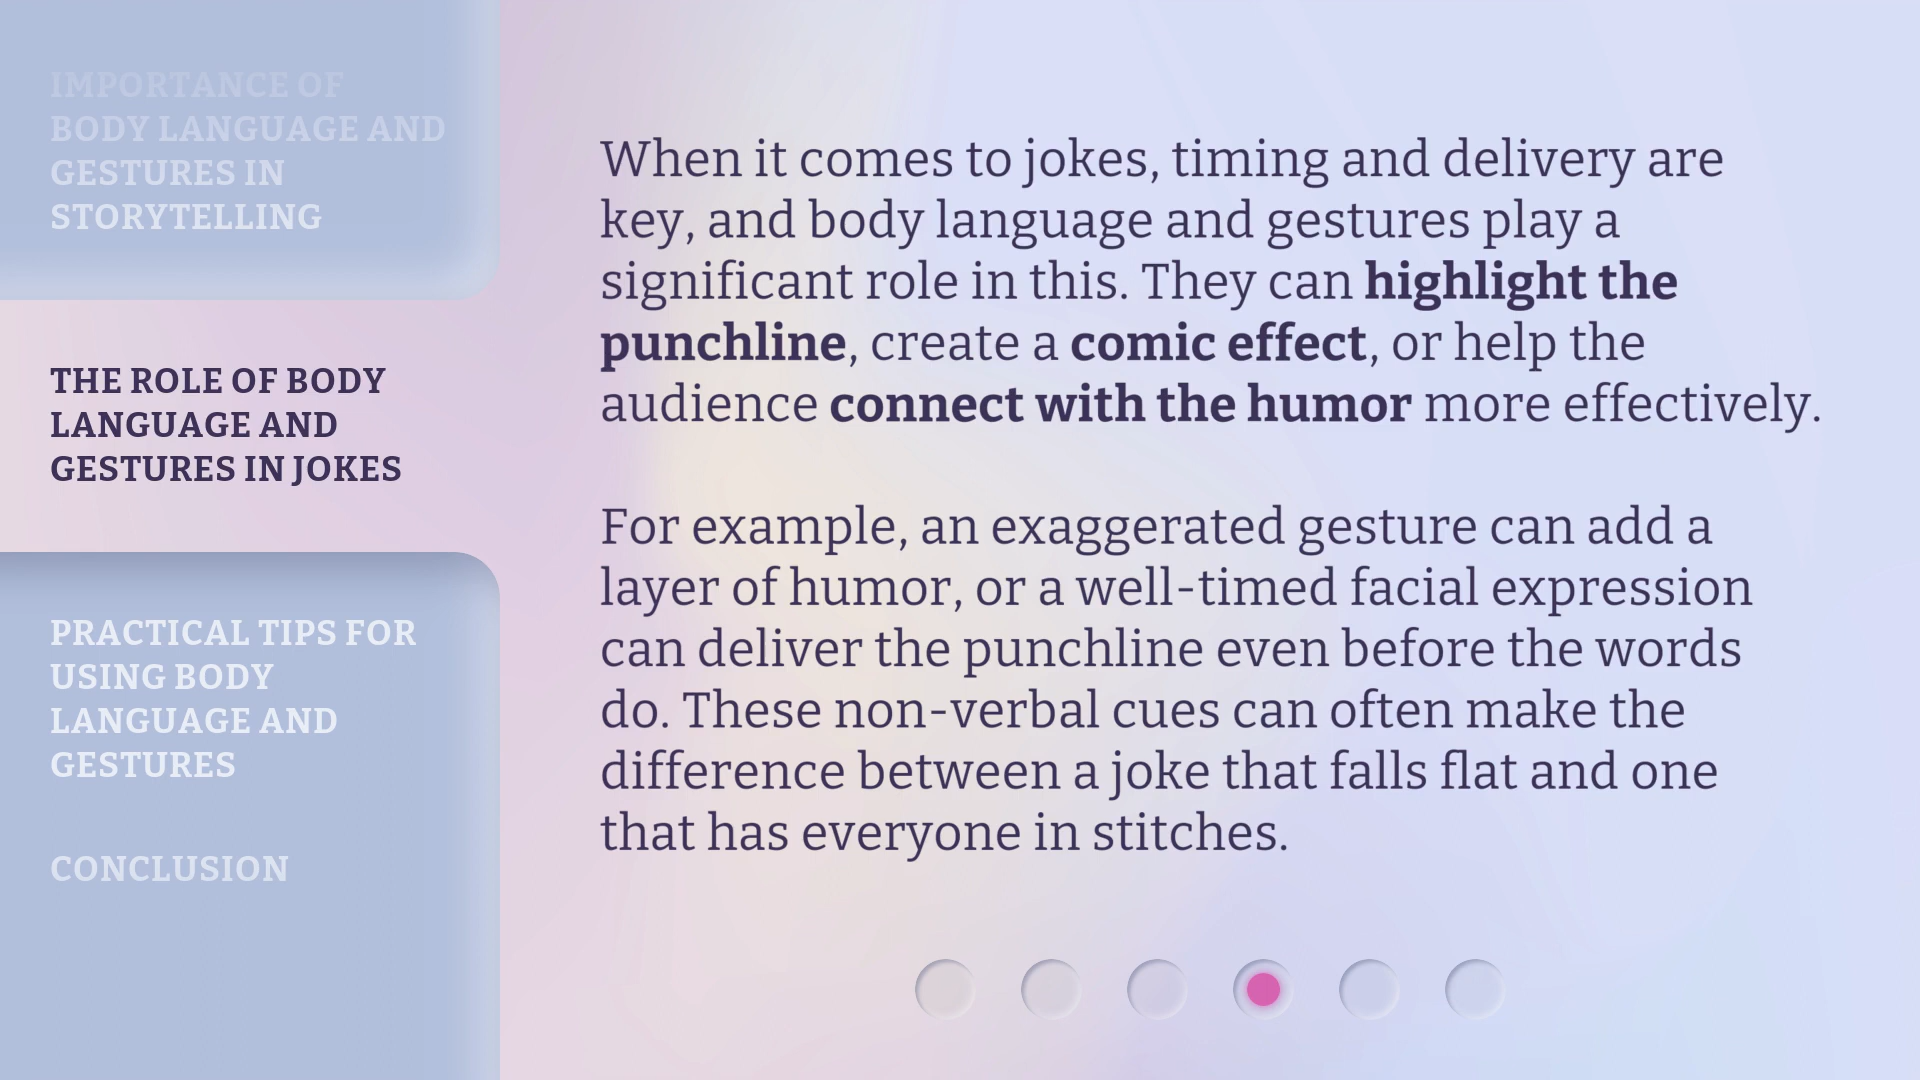 IMPORTANCE OF
BODY LANGUAGE AND
GESTURES IN
STORYTELLING
THE ROLE OF BODY
LANGUAGE AND
GESTURES IN JOKES
PRACTICAL TIPS FOR
USING BODY
LANGUAGE AND
GESTURES
CONCLUSION
When it comes to jokes, timing and delivery are
key, and body language and gestures play a
significant role in this. They can highlight the
punchline, create a comic effect, or help the
audience connect with the humor more effectively.
For example, an exaggerated gesture can add a
layer of humor, or a well-timed facial expression
can deliver the punchline even before the words
do. These non-verbal cues can often make the
difference between a joke that falls flat and one
that has everyone in stitches.